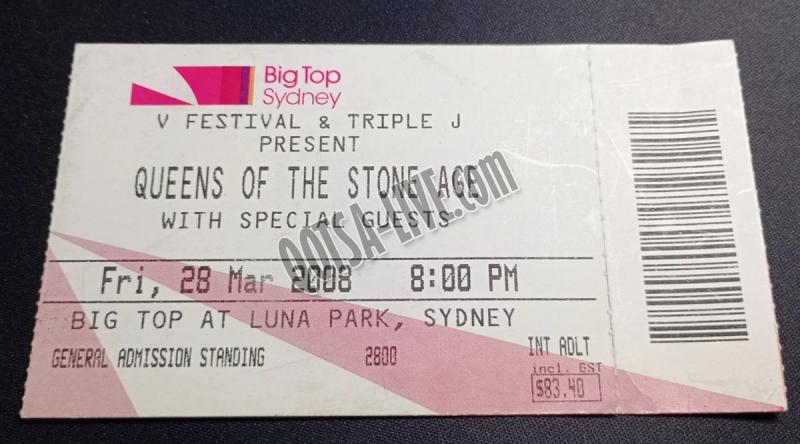 Big Top
Sydney
V FESTIVAL & TRIPLE J
PRESENT
QUEENS OF THE STONE AGE
WITH SPECIAL GUESTS
QOTSA-LIVE.com
Fri, 28 Mar 2008 8:00 PM
BIG TOP AT LUNA PARK, SYDNEY
GENERAL ADMISSION STANDING 2800 INT ADLT
incl. GST
$83.40